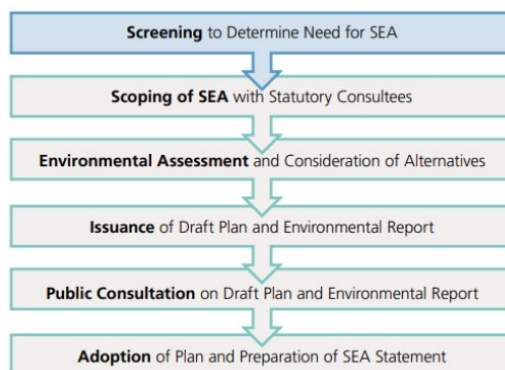 Screening to Determine Need for SEA
Scoping of SEA with Statutory Consultees
Environmental Assessment and Consideration of Alternatives
Issuance of Draft Plan and Environmental Report
Public Consultation on Draft Plan and Environmental Report
Adoption of Plan and Preparation of SEA Statement